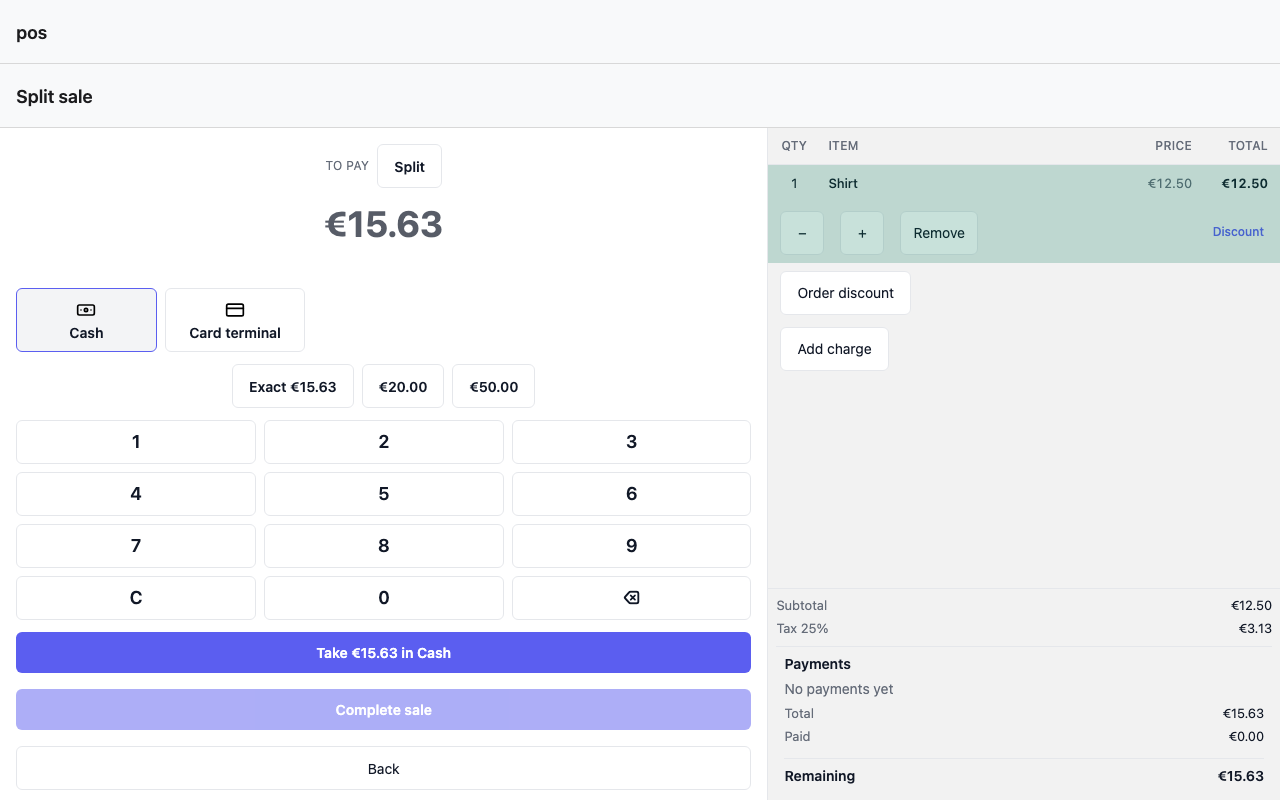 pos
Split sale
TO PAY Split
€15.63
Cash
Card terminal
Exact €15.63 €20.00 €50.00
1 2 3
4 5 6
7 8 9
C 0
Take €15.63 in Cash
Complete sale
Back
QTY ITEM PRICE TOTAL
1 Shirt €12.50 €12.50
− + Remove Discount
Order discount
Add charge
Subtotal €12.50
Tax 25% €3.13
Payments
No payments yet
Total €15.63
Paid €0.00
Remaining €15.63